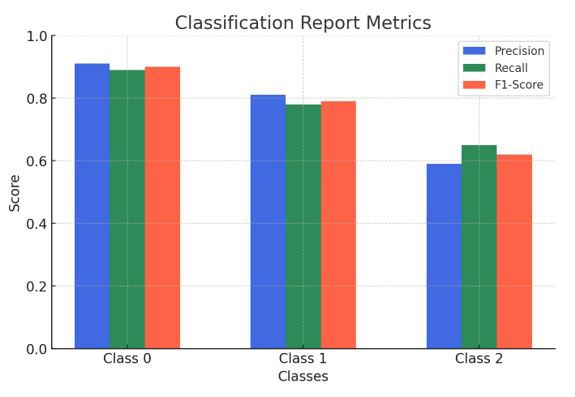 Classification Report Metrics
Precision
Recall
F1-Score
1.0
0.8
0.6
0.4
0.2
0.0
Score
Class 0 Class 1 Class 2
Classes